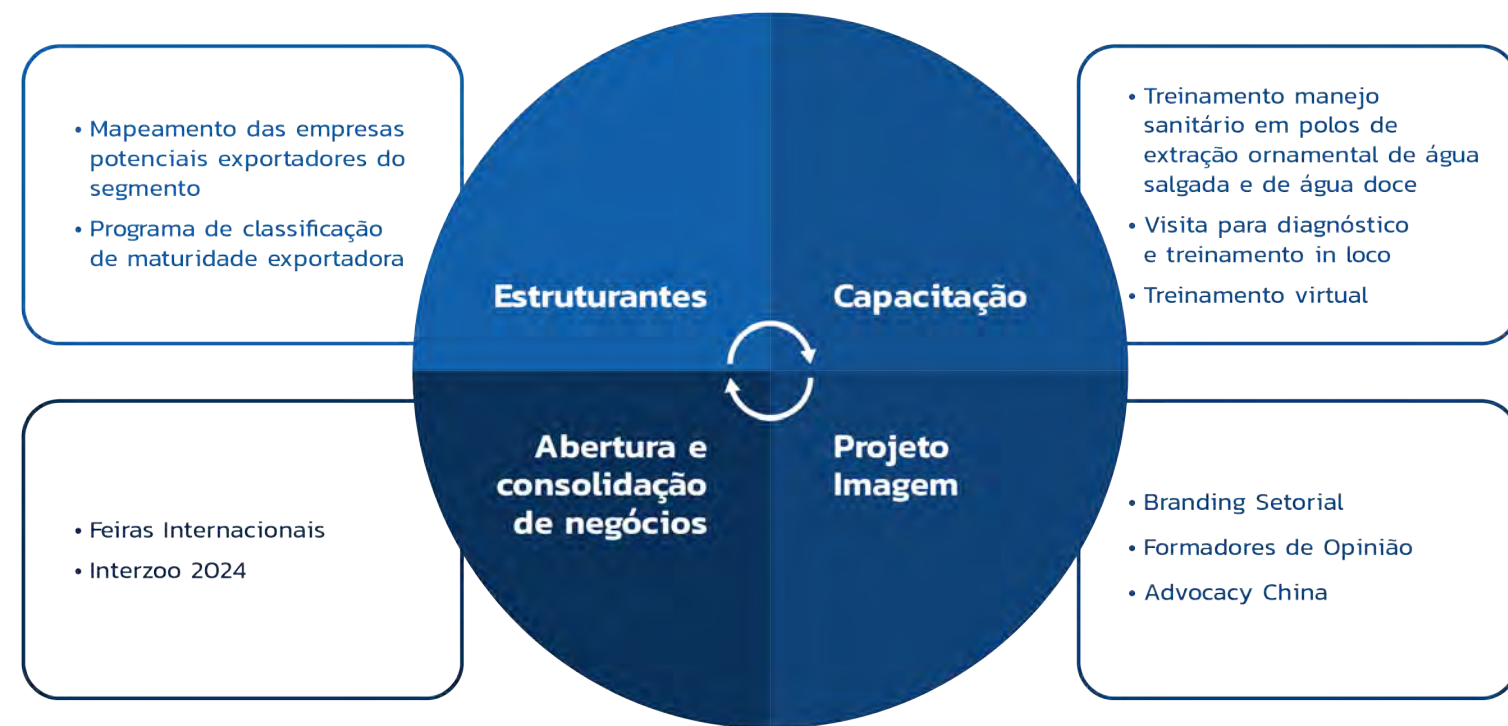 • Mapeamento das empresas
potenciais exportadores do
segmento
• Programa de classificação
de maturidade exportadora
Estruturantes
Capacitação
• Treinamento manejo
sanitário em polos de
extração ornamental de água
salgada e de água doce
• Visita para diagnóstico
e treinamento in loco
• Treinamento virtual
• Feiras Internacionais
• Interzoo 2024
Abertura e
consolidação
de negócios
Projeto
Imagem
• Branding Setorial
• Formadores de Opinião
• Advocacy China